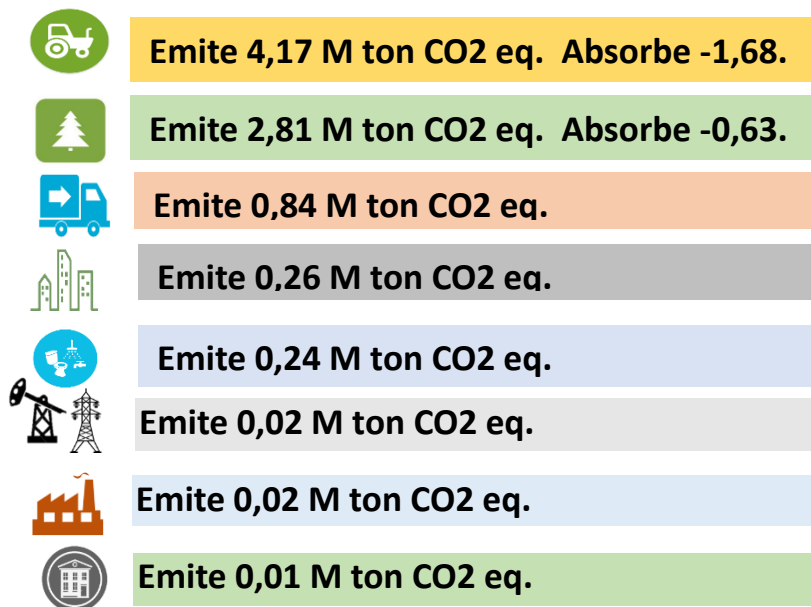 Emite 4,17 M ton CO2 eq. Absorbe -1,68.
Emite 2,81 M ton CO2 eq. Absorbe -0,63.
Emite 0,84 M ton CO2 eq.
Emite 0,26 M ton CO2 eq.
Emite 0,24 M ton CO2 eq.
Emite 0,02 M ton CO2 eq.
Emite 0,02 M ton CO2 eq.
Emite 0,01 M ton CO2 eq.